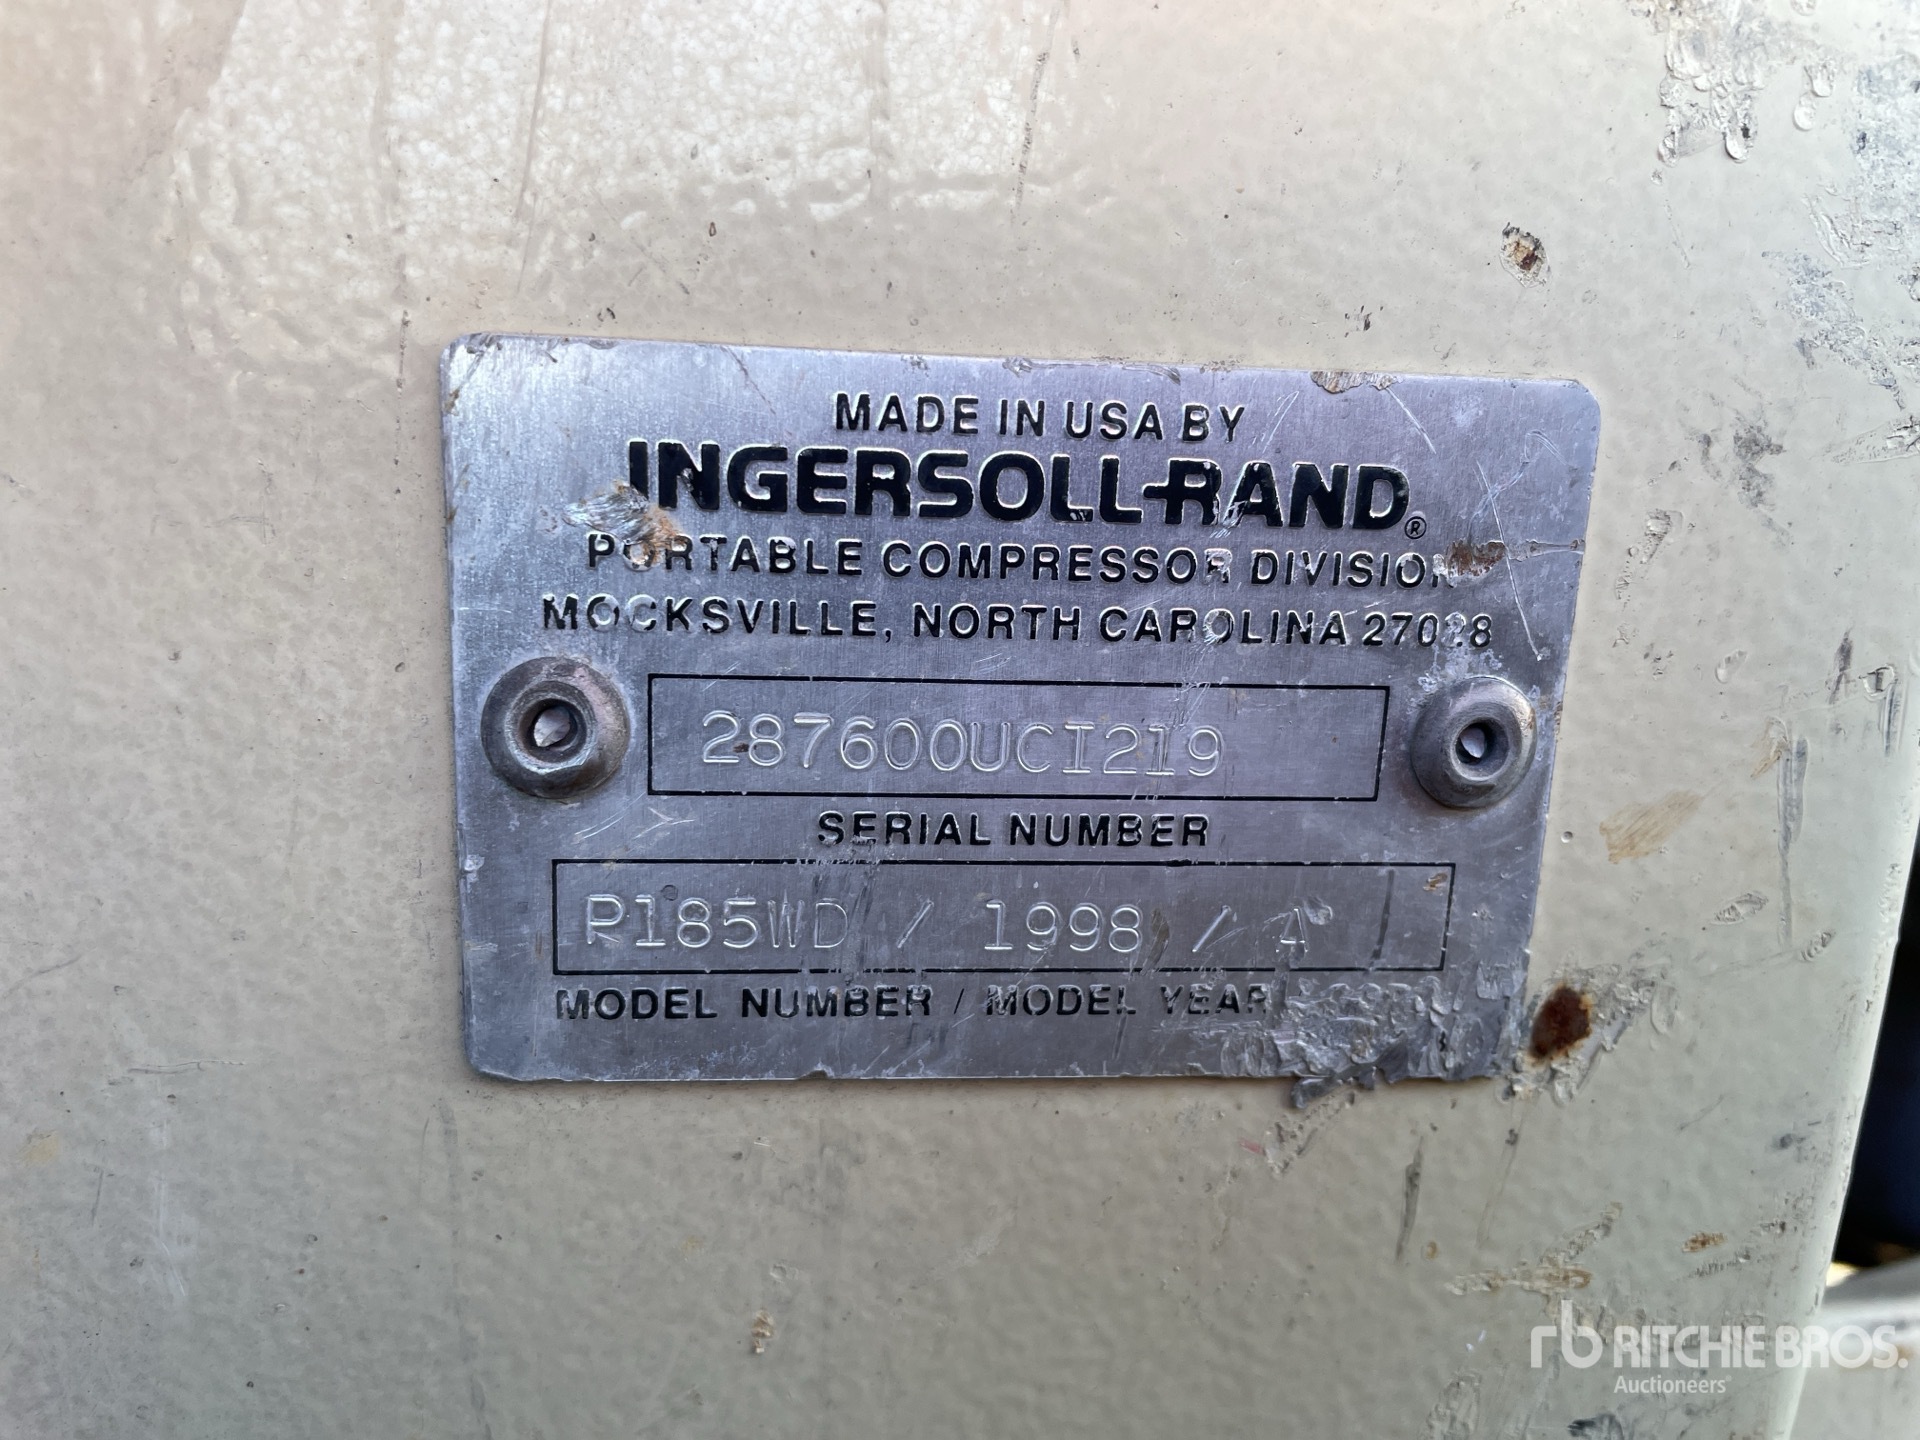 MADE IN USA BY
INGERSOLL-RAND®
PORTABLE COMPRESSOR DIVISION
MOCKSVILLE, NORTH CAROLINA 27028
287600UCI219
SERIAL NUMBER
P185WD / 1998 / A
MODEL NUMBER / MODEL YEAR
rb RITCHIE BROS.
Auctioneers